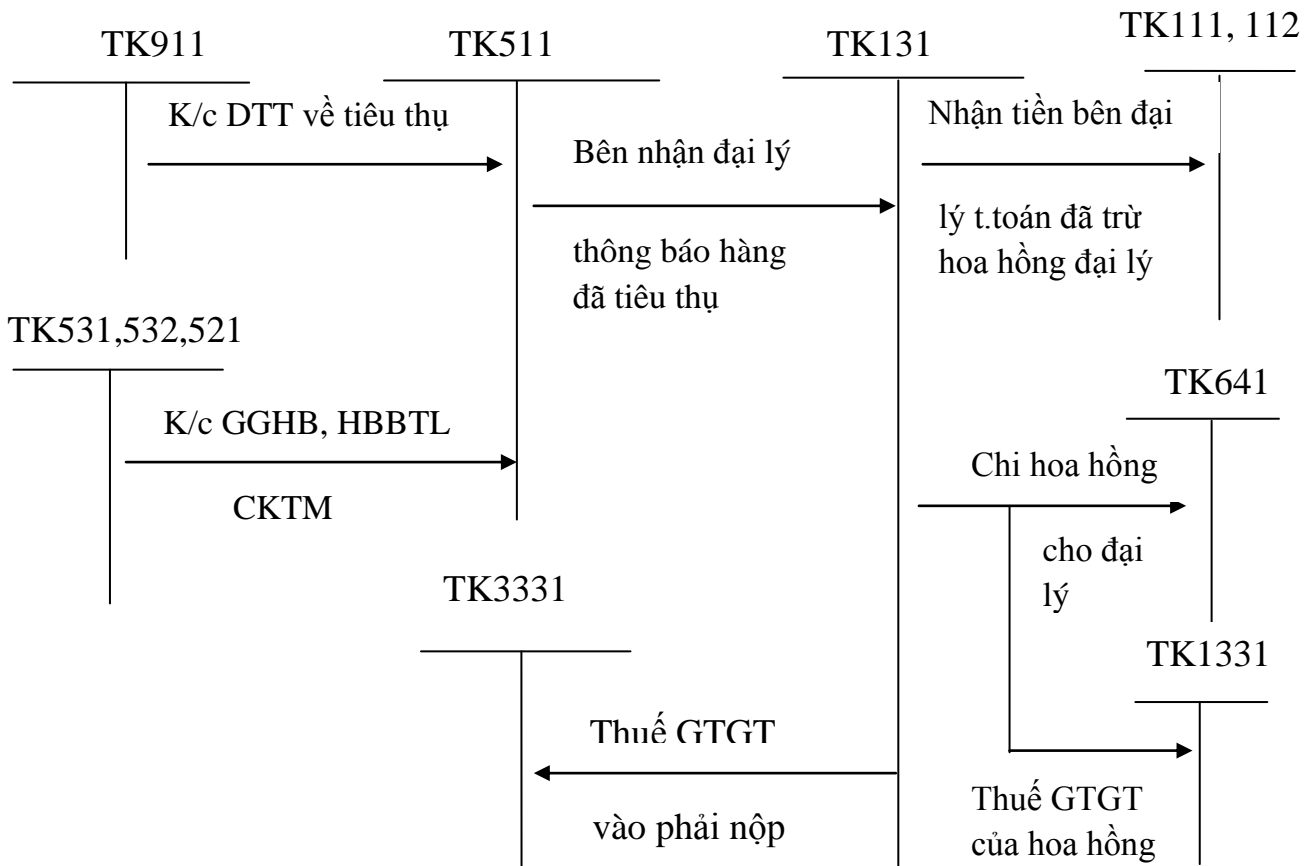 TK911
TK511
TK131
TK111, 112
K/c DTT về tiêu thụ
Bên nhận đại lý
thông báo hàng
đã tiêu thụ
Nhận tiền bên đại
lý t.toán đã trừ
hoa hồng đại lý
TK531,532,521
K/c GGHB, HBBTL
CKTM
TK641
Chi hoa hồng
cho đại
lý
TK3331
Thuế GTGT
vào phải nộp
TK1331
Thuế GTGT
của hoa hồng